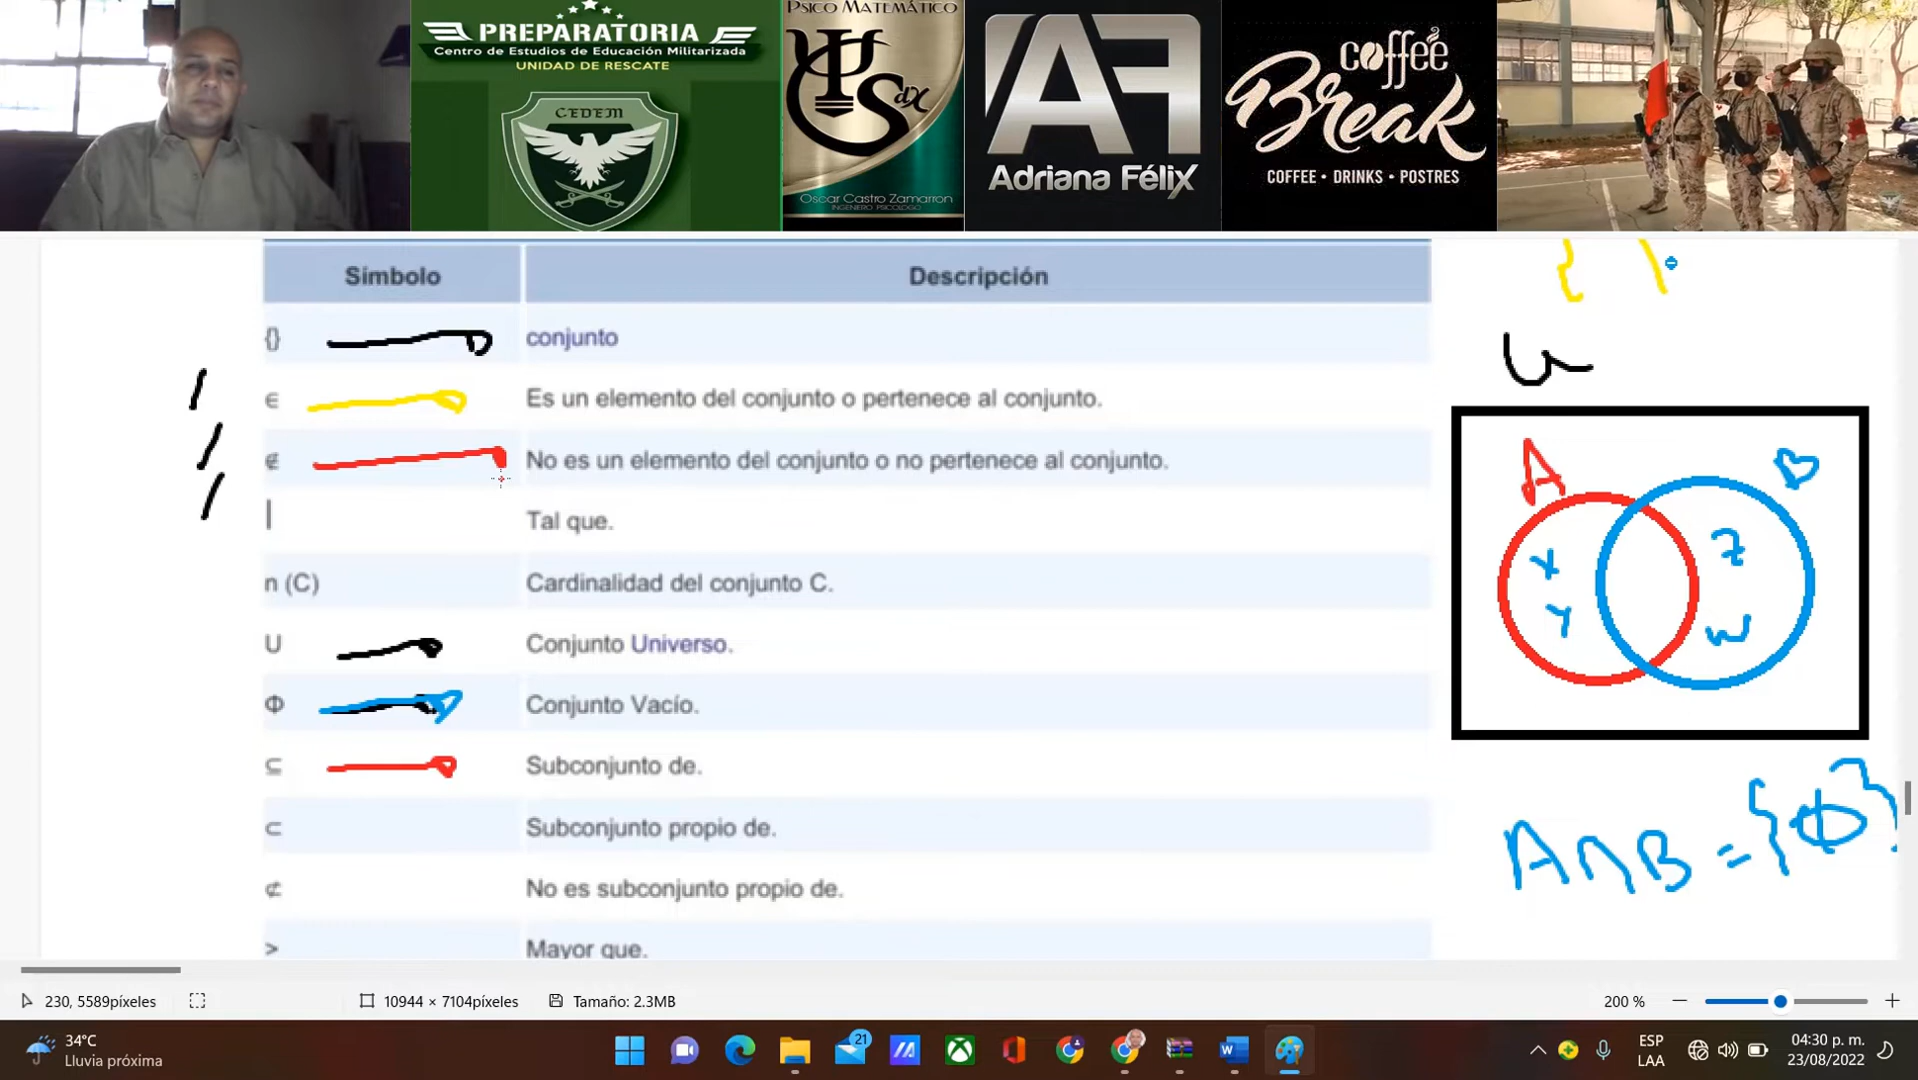 PREPARATORIA
Centro de Estudios de Educación Militarizada
UNIDAD DE RESCATE
CEDEM
PSICO MATEMÁTICO
Oscar Castro Zamarron
INGENIERO PSICOLOGO
AF
Adriana Félix
coffee
Break
COFFEE • DRINKS • POSTRES
Símbolo Descripción
{} conjunto
∈ Es un elemento del conjunto o pertenece al conjunto.
∉ No es un elemento del conjunto o no pertenece al conjunto.
| Tal que.
n (C) Cardinalidad del conjunto C.
U Conjunto Universo.
Φ Conjunto Vacío.
⊆ Subconjunto de.
⊂ Subconjunto propio de.
⊄ No es subconjunto propio de.
> Mayor que.
U
A B
x z
y w
A∩B = {Φ}
230, 5589píxeles 10944 × 7104píxeles Tamaño: 2.3MB 200 %
34°C
Lluvia próxima
21
ESP
LAA
04:30 p. m.
23/08/2022